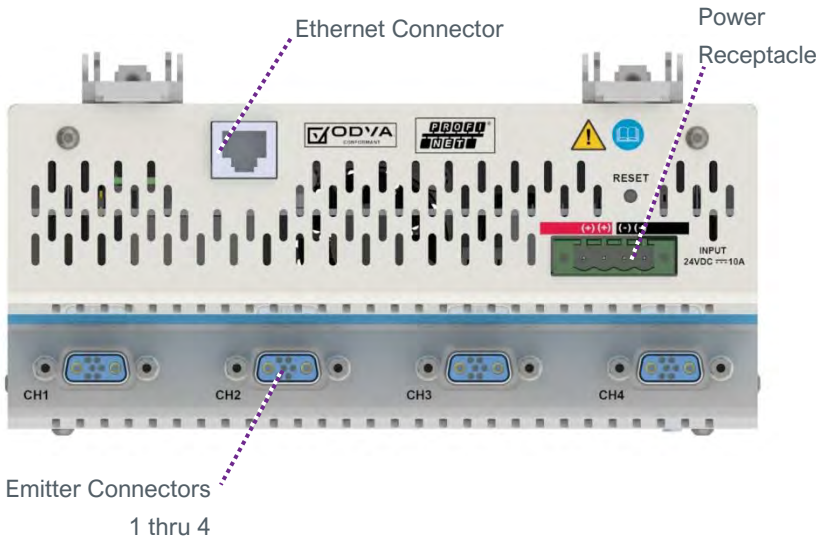 Ethernet Connector
Power
Receptacle
ODVA
CONFORMANT
PROFI
NET
RESET
(+) (+) (-) (-)
INPUT
24VDC ⎓10A
CH1
CH2
CH3
CH4
Emitter Connectors
1 thru 4